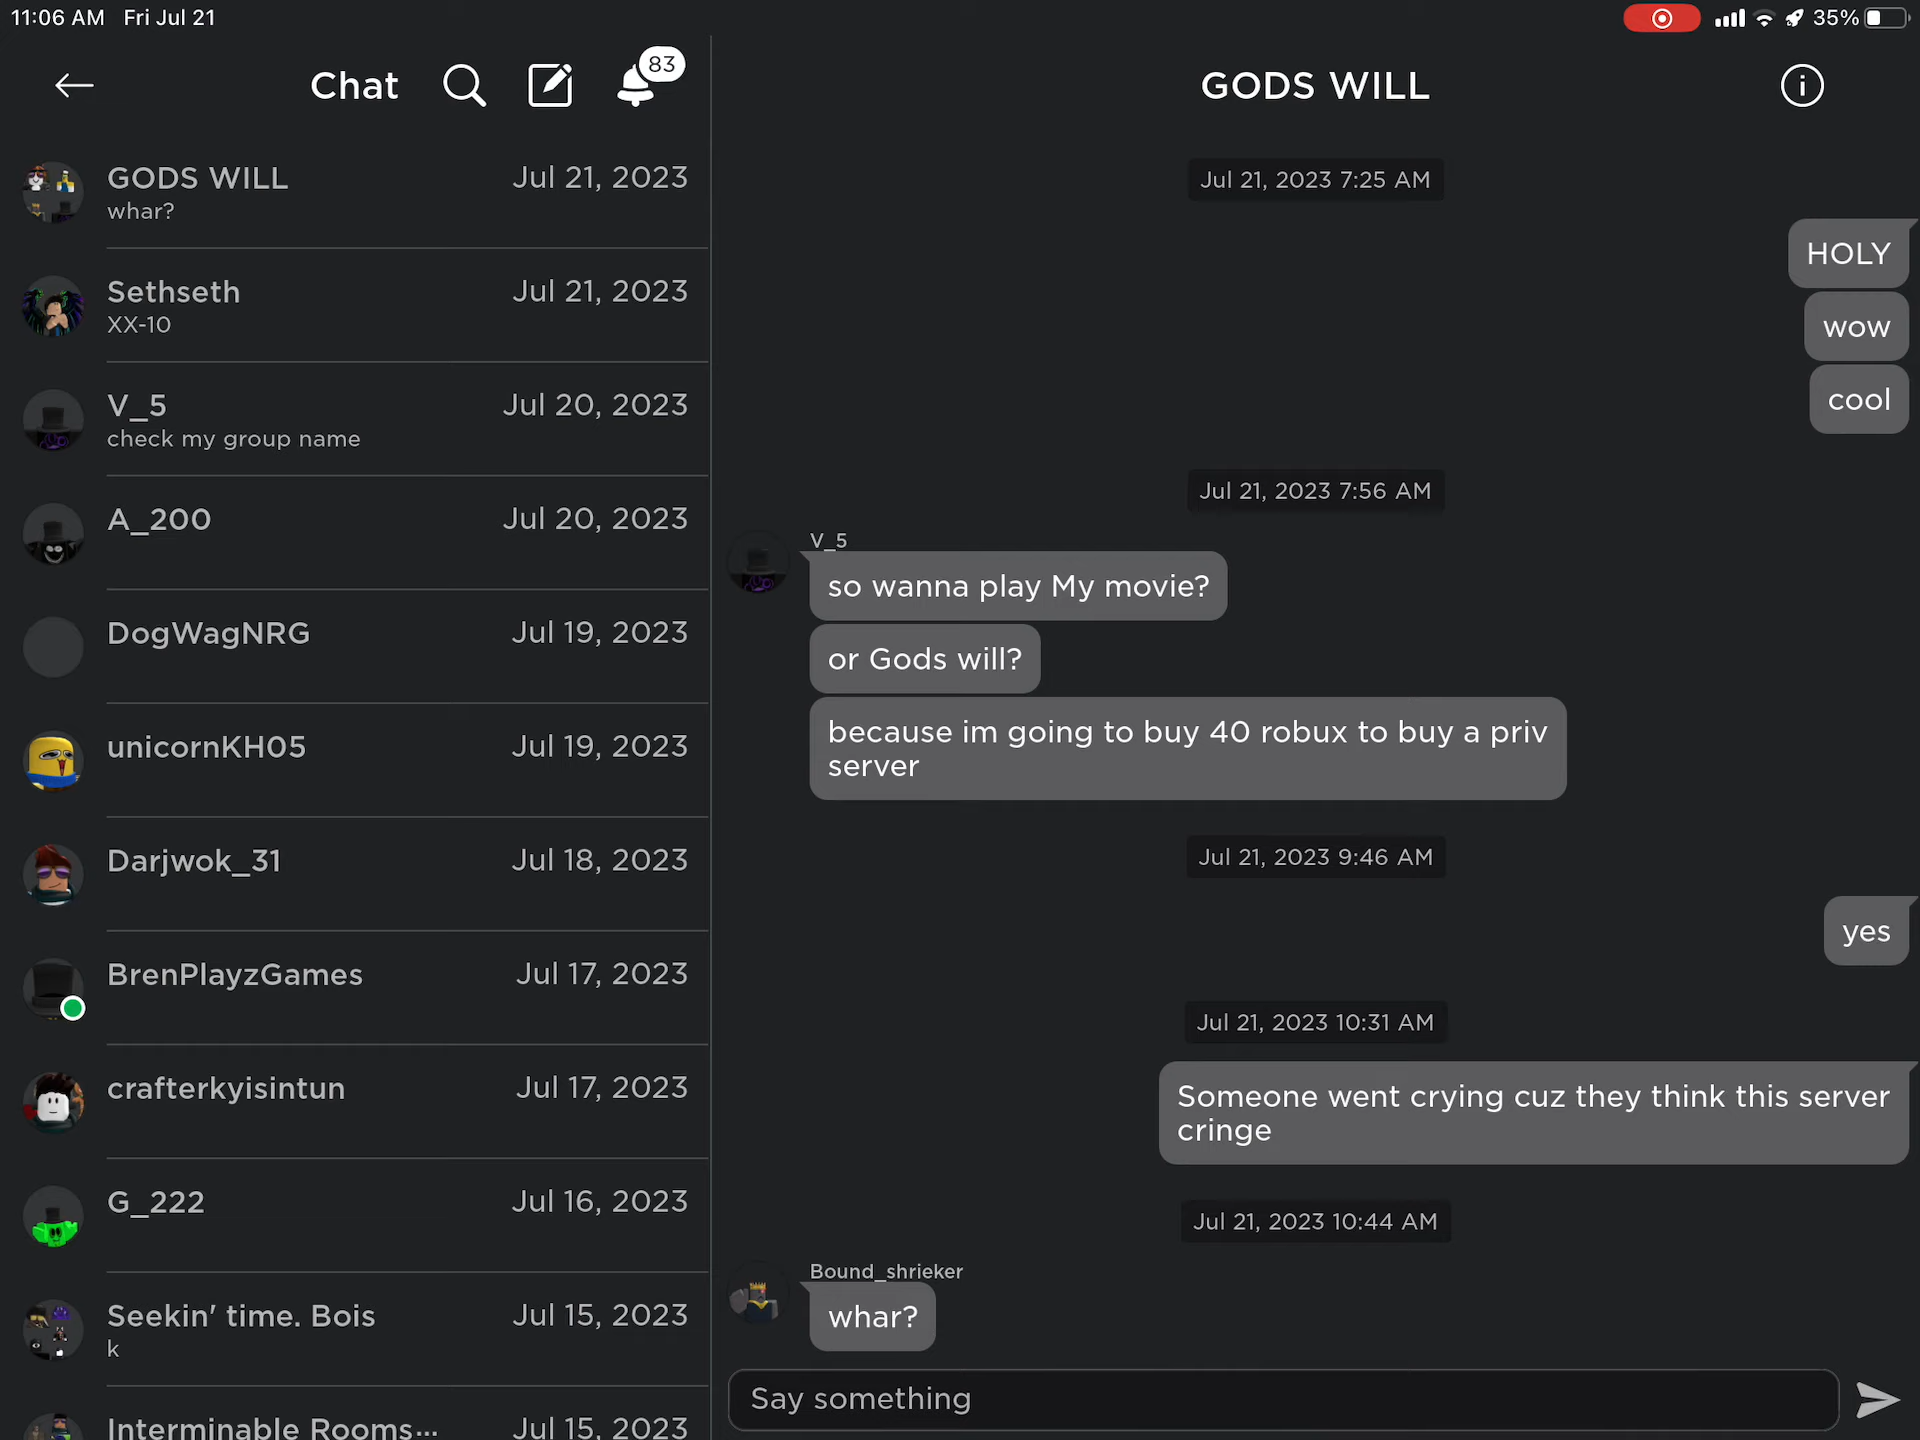 11:06 AM Fri Jul 21
35%
Chat
83
GODS WILL
GODS WILL Jul 21, 2023
whar?
Sethseth Jul 21, 2023
XX-10
V_5 Jul 20, 2023
check my group name
A_200 Jul 20, 2023
DogWagNRG Jul 19, 2023
unicornKH05 Jul 19, 2023
Darjwok_31 Jul 18, 2023
BrenPlayzGames Jul 17, 2023
crafterkyisintun Jul 17, 2023
G_222 Jul 16, 2023
Seekin' time. Bois Jul 15, 2023
k
Interminable Rooms... Jul 15, 2023
Jul 21, 2023 7:25 AM
HOLY
wow
cool
Jul 21, 2023 7:56 AM
V_5
so wanna play My movie?
or Gods will?
because im going to buy 40 robux to buy a priv
server
Jul 21, 2023 9:46 AM
yes
Jul 21, 2023 10:31 AM
Someone went crying cuz they think this server
cringe
Jul 21, 2023 10:44 AM
Bound_shrieker
whar?
Say something